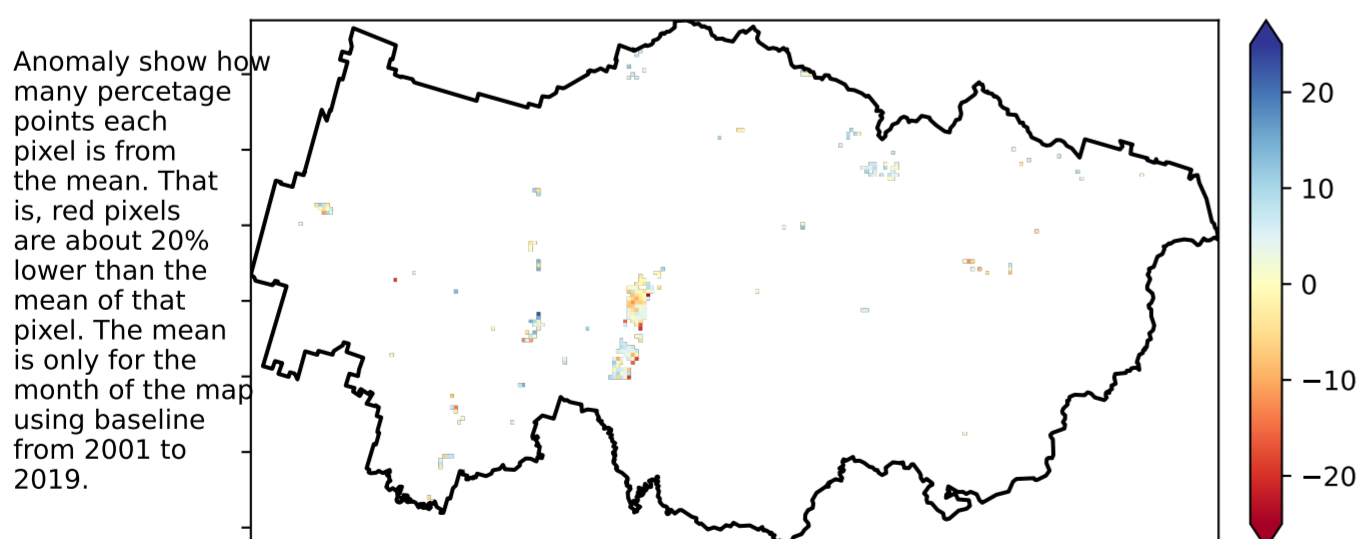 Anomaly show how
many percetage
points each
pixel is from
the mean. That
is, red pixels
are about 20%
lower than the
mean of that
pixel. The mean
is only for the
month of the map
using baseline
from 2001 to
2019.
20
10
0
−10
−20